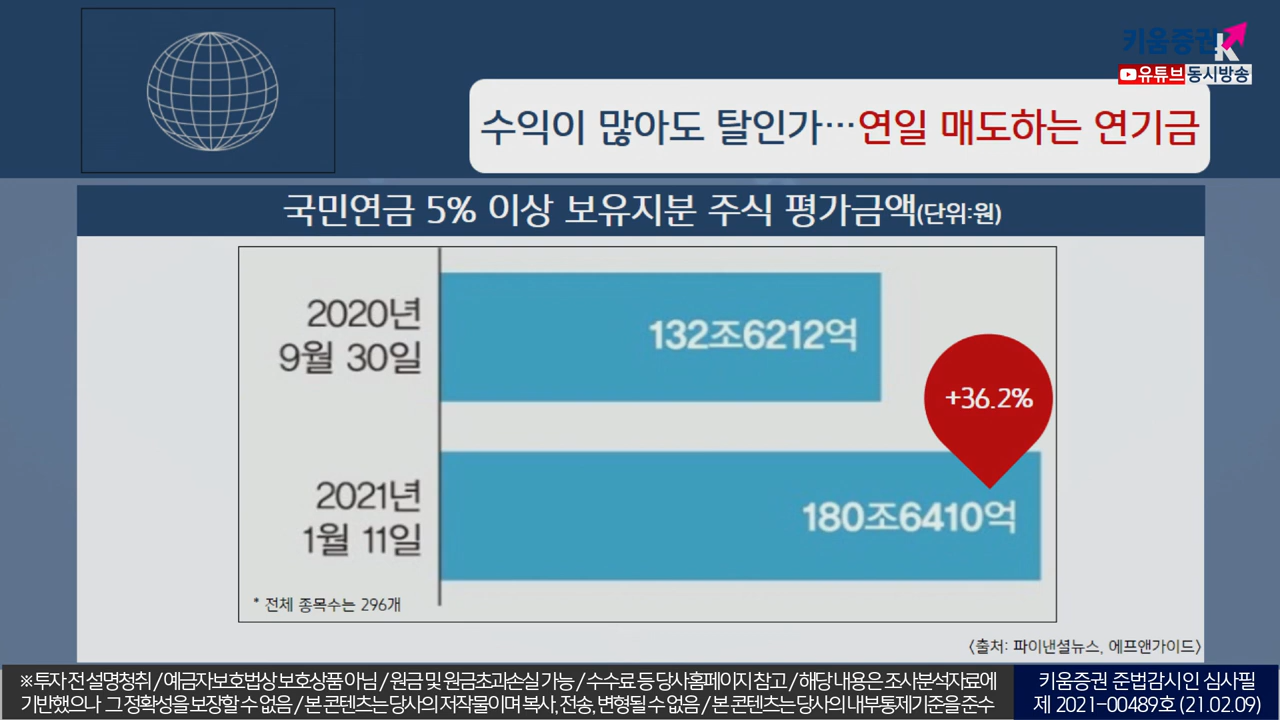 키움증권
유튜브 동시방송
수익이 많아도 탈인가…연일 매도하는 연기금
국민연금 5% 이상 보유지분 주식 평가금액(단위:원)
2020년
9월 30일
132조6212억
+36.2%
2021년
1월 11일
180조6410억
* 전체 종목수는 296개
〈출처: 파이낸셜뉴스, 에프앤가이드〉
※ 투자 전 설명청취 / 예금자보호법상 보호상품 아님 / 원금 및 원금초과손실 가능 / 수수료 등 당사홈페이지 참고 / 해당 내용은 조사분석자료에
기반했으나 그 정확성을 보장할 수 없음 / 본 콘텐츠는 당사의 저작물이며 복사, 전송, 변형될 수 없음 / 본 콘텐츠는 당사의 내부통제기준을 준수
키움증권 준법감시인 심사필
제 2021-00489호 (21.02.09)